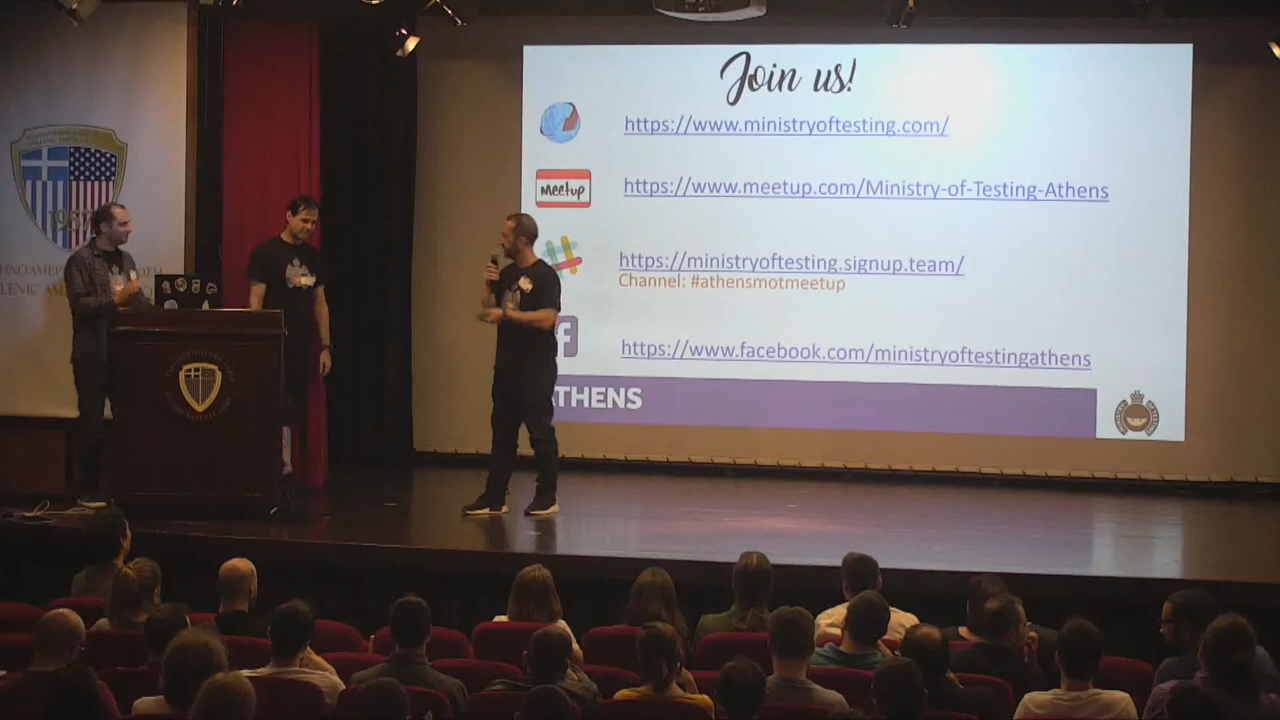 Join us!
https://www.ministryoftesting.com/
meetup
https://www.meetup.com/Ministry-of-Testing-Athens
https://ministryoftesting.signup.team/
Channel: #athensmotmeetup
https://www.facebook.com/ministryoftestingathens
ATHENS
1957